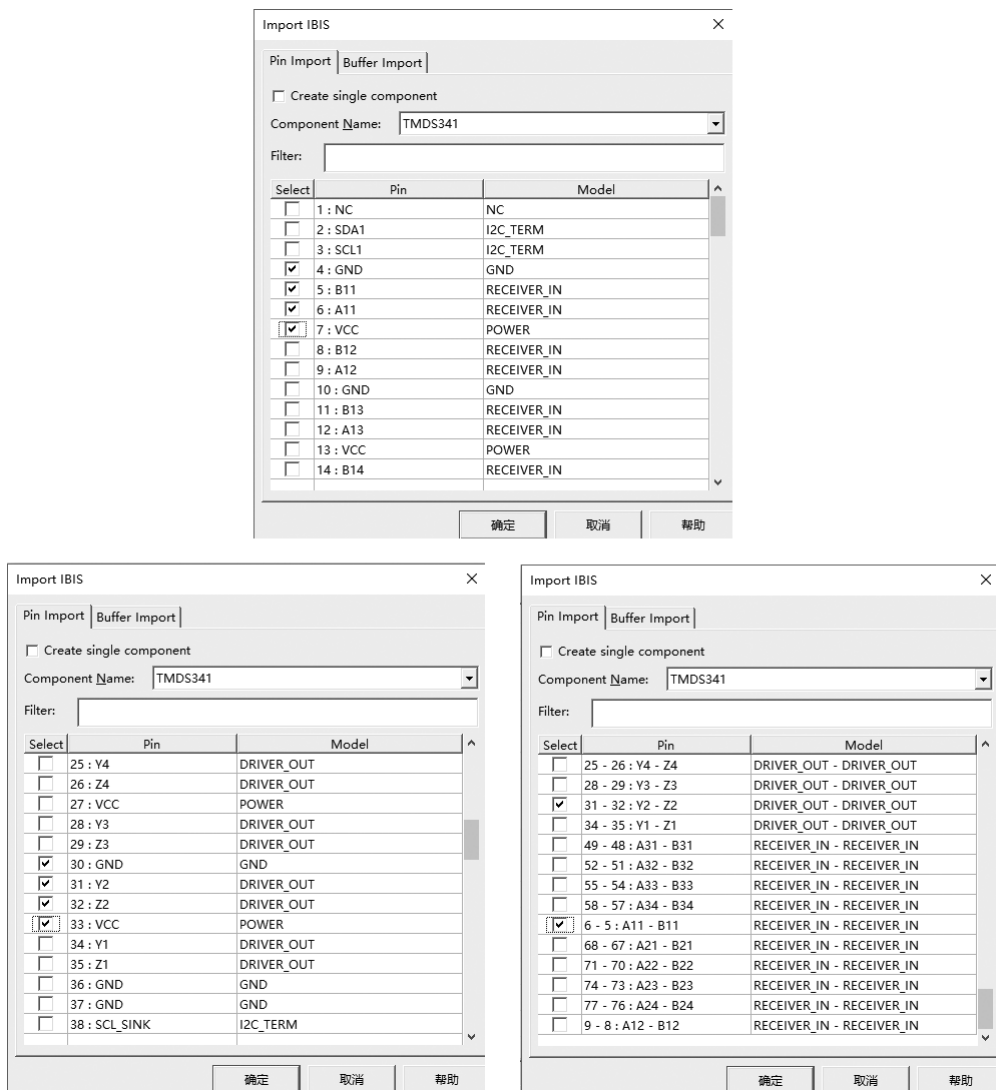 Import IBIS
Pin Import Buffer Import
Create single component
Component Name: TMDS341
Filter:
Select Pin Model
1 : NC NC
2 : SDA1 I2C_TERM
3 : SCL1 I2C_TERM
4 : GND GND
5 : B11 RECEIVER_IN
6 : A11 RECEIVER_IN
7 : VCC POWER
8 : B12 RECEIVER_IN
9 : A12 RECEIVER_IN
10 : GND GND
11 : B13 RECEIVER_IN
12 : A13 RECEIVER_IN
13 : VCC POWER
14 : B14 RECEIVER_IN
确定 取消 帮助
Import IBIS
Pin Import Buffer Import
Create single component
Component Name: TMDS341
Filter:
Select Pin Model
25 : Y4 DRIVER_OUT
26 : Z4 DRIVER_OUT
27 : VCC POWER
28 : Y3 DRIVER_OUT
29 : Z3 DRIVER_OUT
30 : GND GND
31 : Y2 DRIVER_OUT
32 : Z2 DRIVER_OUT
33 : VCC POWER
34 : Y1 DRIVER_OUT
35 : Z1 DRIVER_OUT
36 : GND GND
37 : GND GND
38 : SCL_SINK I2C_TERM
确定 取消 帮助
Import IBIS
Pin Import Buffer Import
Create single component
Component Name: TMDS341
Filter:
Select Pin Model
25 - 26 : Y4 - Z4 DRIVER_OUT - DRIVER_OUT
28 - 29 : Y3 - Z3 DRIVER_OUT - DRIVER_OUT
31 - 32 : Y2 - Z2 DRIVER_OUT - DRIVER_OUT
34 - 35 : Y1 - Z1 DRIVER_OUT - DRIVER_OUT
49 - 48 : A31 - B31 RECEIVER_IN - RECEIVER_IN
52 - 51 : A32 - B32 RECEIVER_IN - RECEIVER_IN
55 - 54 : A33 - B33 RECEIVER_IN - RECEIVER_IN
58 - 57 : A34 - B34 RECEIVER_IN - RECEIVER_IN
6 - 5 : A11 - B11 RECEIVER_IN - RECEIVER_IN
68 - 67 : A21 - B21 RECEIVER_IN - RECEIVER_IN
71 - 70 : A22 - B22 RECEIVER_IN - RECEIVER_IN
74 - 73 : A23 - B23 RECEIVER_IN - RECEIVER_IN
77 - 76 : A24 - B24 RECEIVER_IN - RECEIVER_IN
9 - 8 : A12 - B12 RECEIVER_IN - RECEIVER_IN
确定 取消 帮助